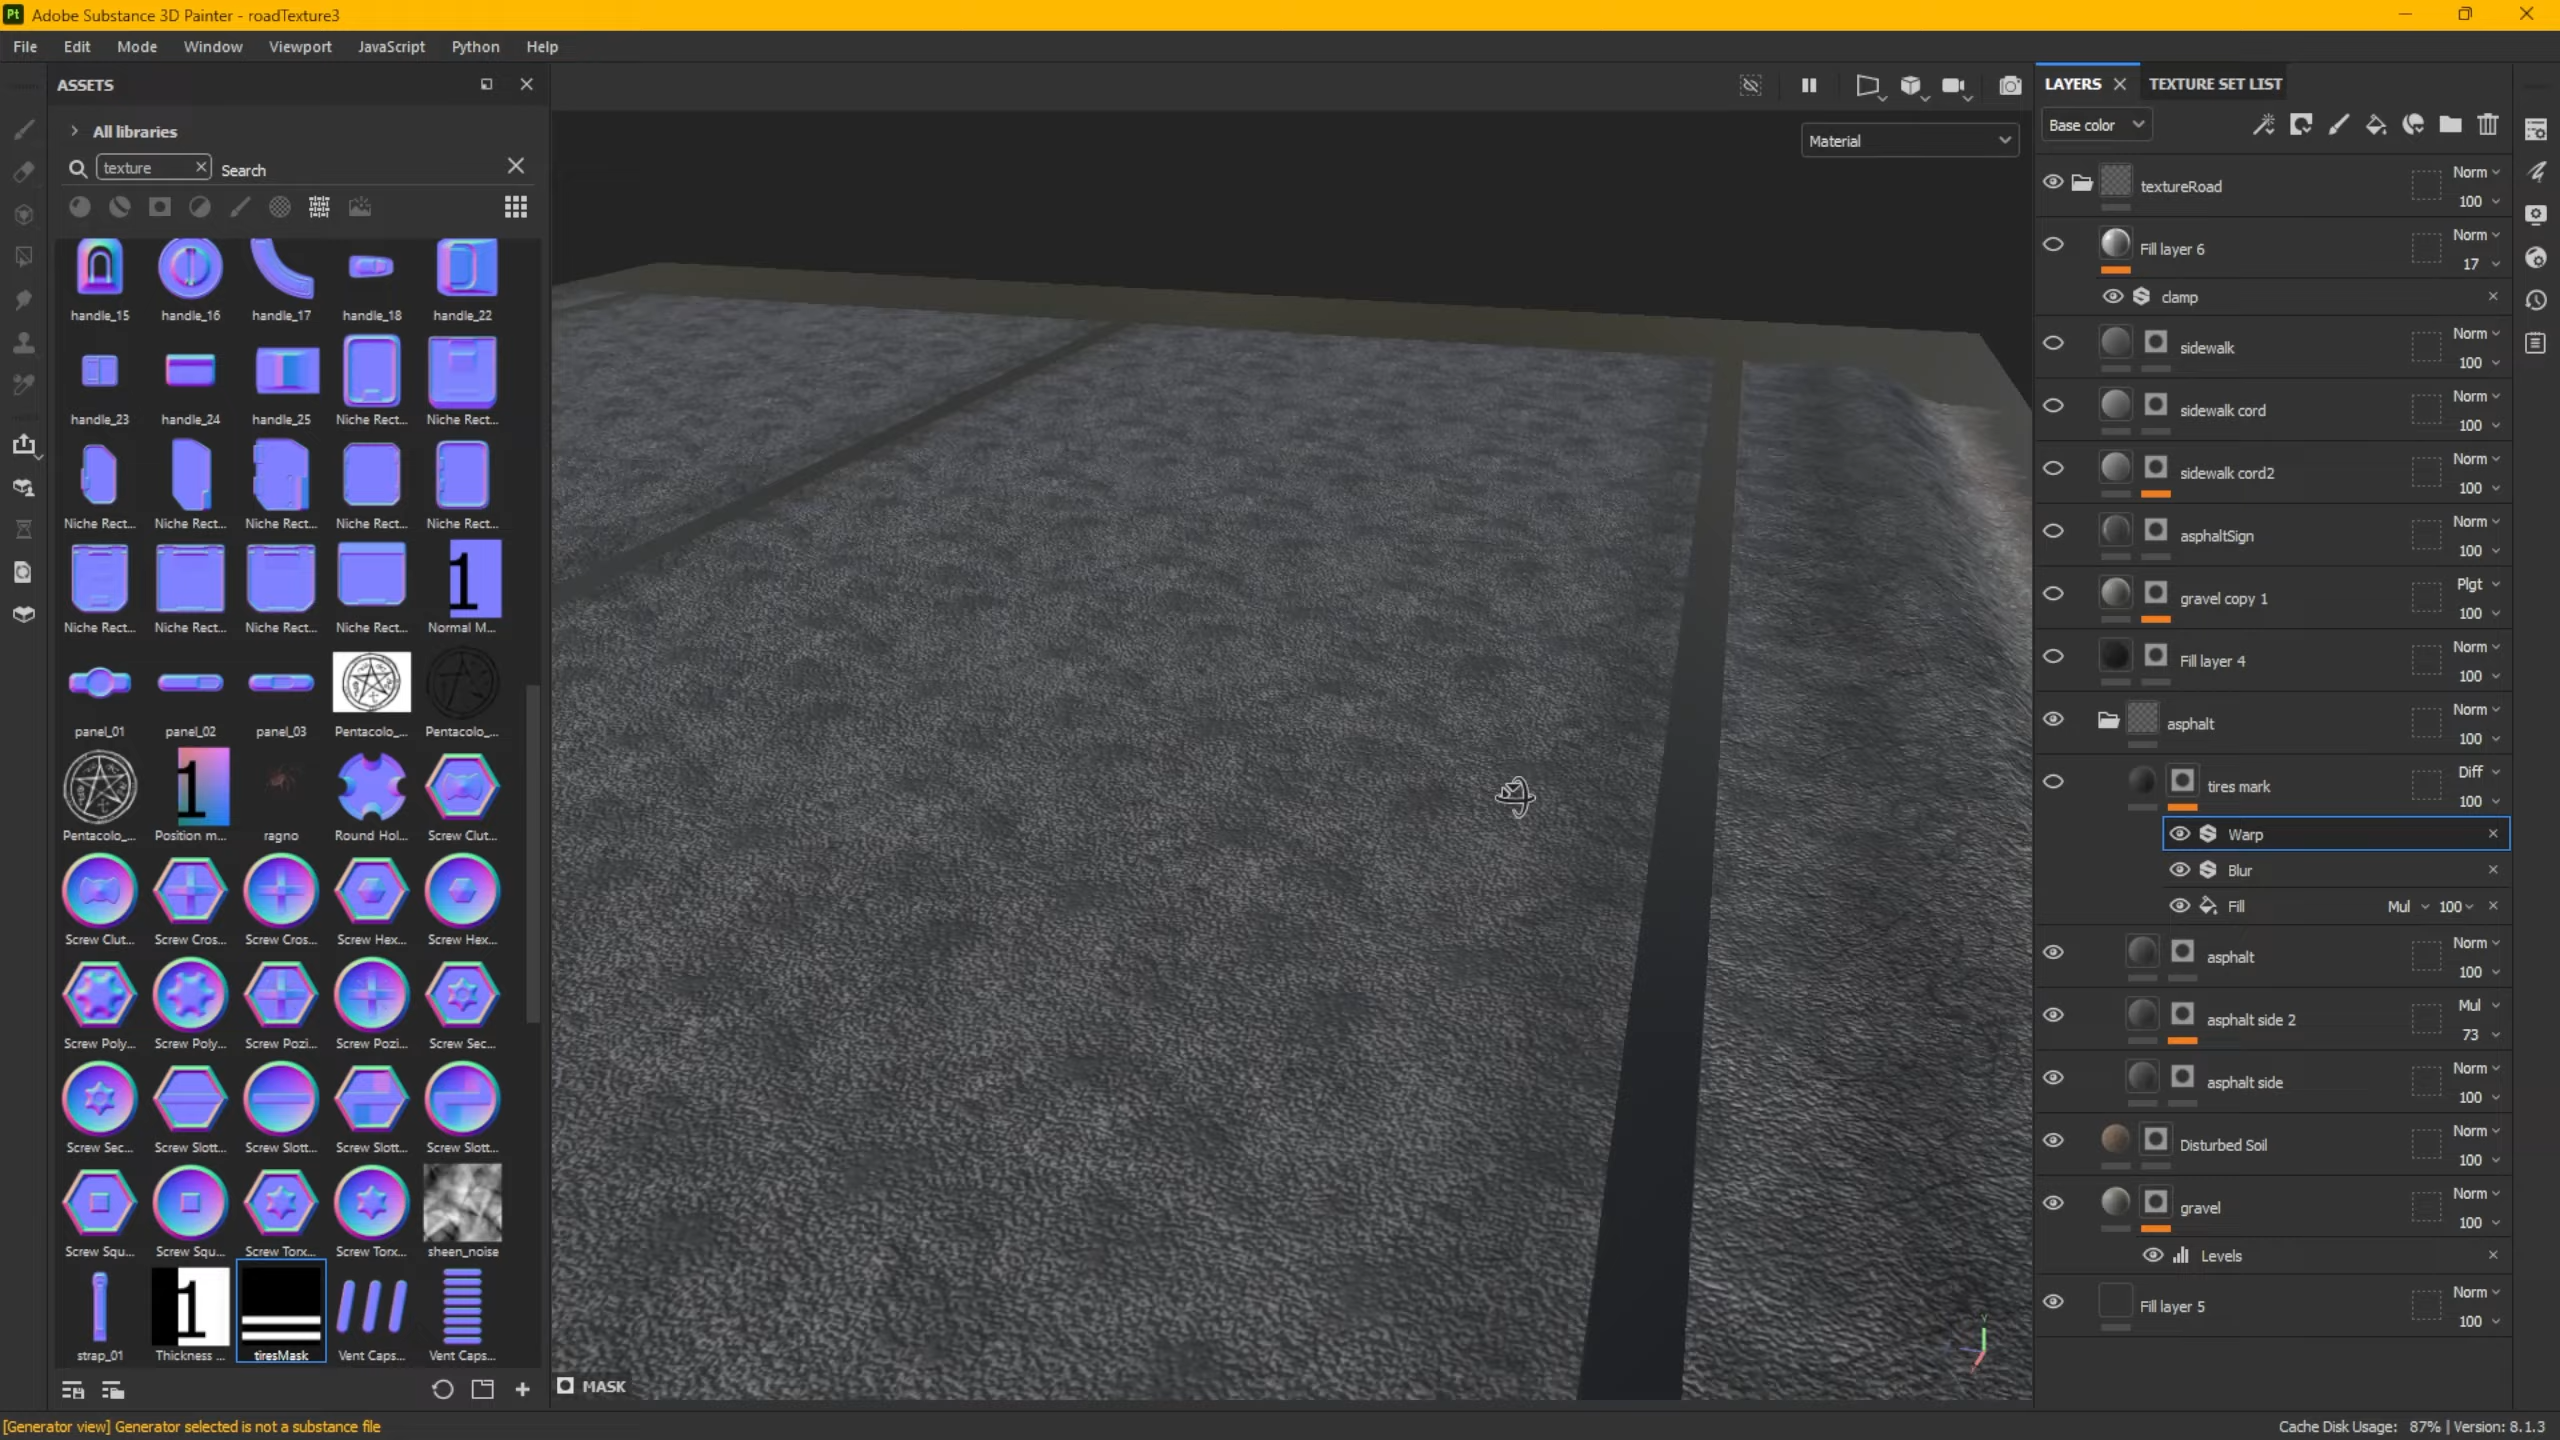 Pt Adobe Substance 3D Painter - roadTexture3
File Edit Mode Window Viewport JavaScript Python Help
ASSETS
All libraries
texture Search
handle_15 handle_16 handle_17 handle_18 handle_22
handle_23 handle_24 handle_25 Niche Rect... Niche Rect...
Niche Rect... Niche Rect... Niche Rect... Niche Rect... Niche Rect...
1
Niche Rect... Niche Rect... Niche Rect... Niche Rect... Normal M...
panel_01 panel_02 panel_03 Pentacolo_... Pentacolo_...
1
Pentacolo_... Position m... ragno Round Hol... Screw Clut...
Screw Clut... Screw Cros... Screw Cros... Screw Hex... Screw Hex...
Screw Poly... Screw Poly... Screw Pozi... Screw Pozi... Screw Sec...
Screw Sec... Screw Slott... Screw Slott... Screw Slott... Screw Slott...
Screw Squ... Screw Squ... Screw Torx... Screw Torx... sheen_noise
1
strap_01 Thickness ... tiresMask Vent Caps... Vent Caps...
Material
MASK
Y
LAYERS TEXTURE SET LIST
Base color
textureRoad Norm 100
Fill layer 6 Norm 17
clamp
sidewalk Norm 100
sidewalk cord Norm 100
sidewalk cord2 Norm 100
asphaltSign Norm 100
gravel copy 1 Plgt 100
Fill layer 4 Norm 100
asphalt Norm 100
tires mark Diff 100
Warp
Blur
Fill Mul 100
asphalt Norm 100
asphalt side 2 Mul 73
asphalt side Norm 100
Disturbed Soil Norm 100
gravel Norm 100
Levels
Fill layer 5 Norm 100
[Generator view] Generator selected is not a substance file
Cache Disk Usage: 87% | Version: 8.1.3